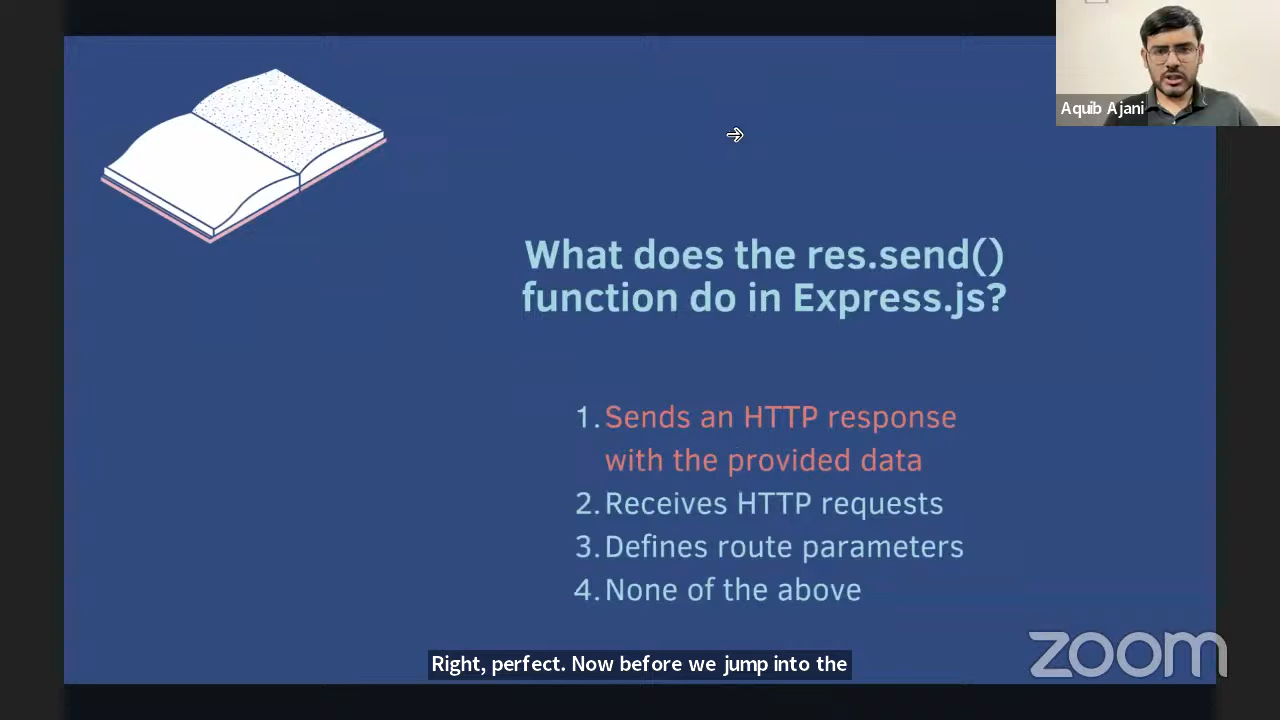 Aquib Ajani
What does the res.send()
function do in Express.js?
1. Sends an HTTP response
with the provided data
2. Receives HTTP requests
3. Defines route parameters
4. None of the above
Right, perfect. Now before we jump into the
zoom